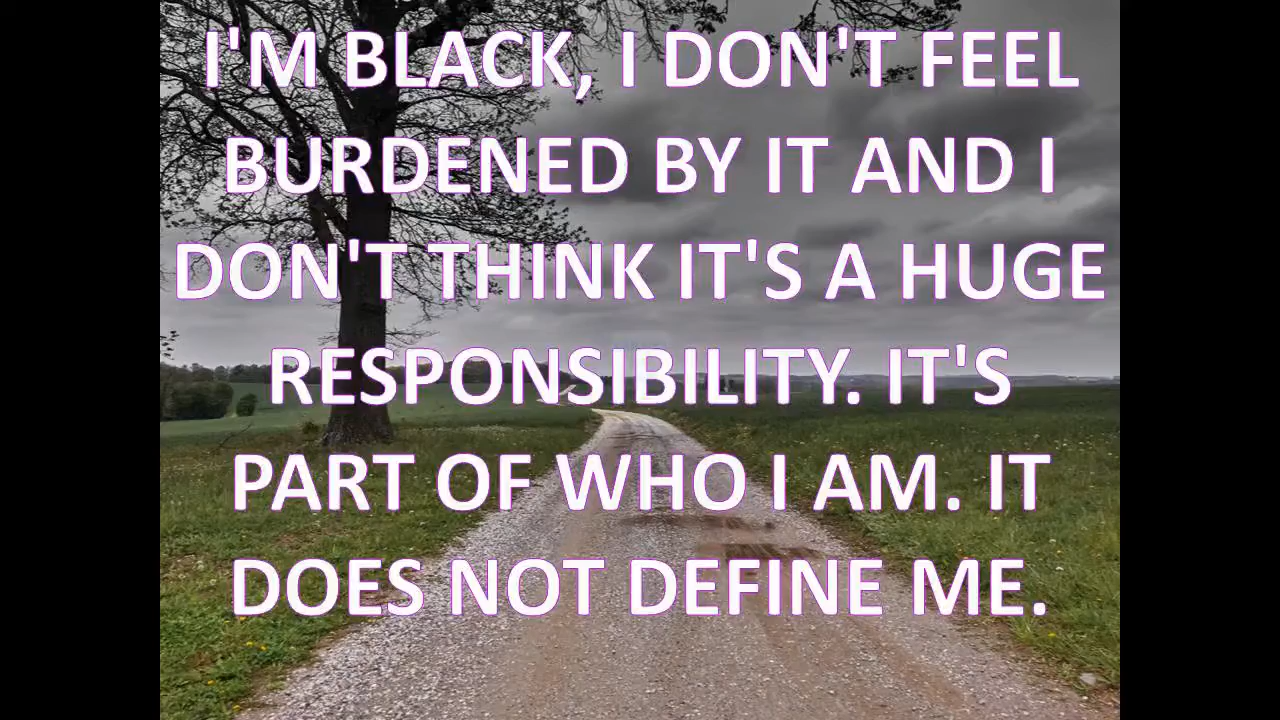 I'M BLACK, I DON'T FEEL
BURDENED BY IT AND I
DON'T THINK IT'S A HUGE
RESPONSIBILITY. IT'S
PART OF WHO I AM. IT
DOES NOT DEFINE ME.